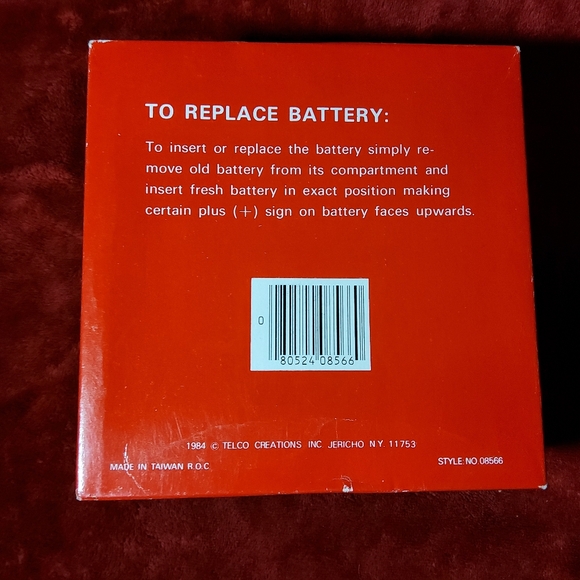 TO REPLACE BATTERY:
To insert or replace the battery simply re-
move old battery from its compartment and
insert fresh battery in exact position making
certain plus (+) sign on battery faces upwards.
0
80524 08566
1984 © TELCO CREATIONS INC JERICHO N.Y. 11753
MADE IN TAIWAN R.O.C
STYLE:NO.08566